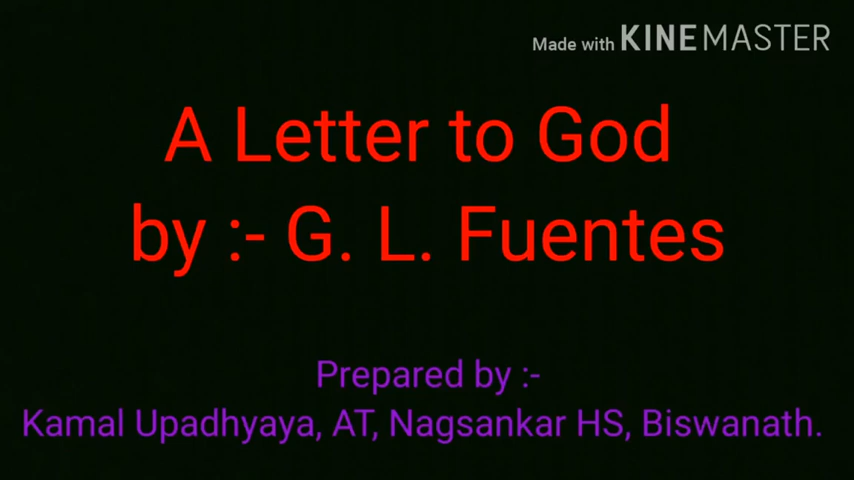 Made with KINEMASTER
A Letter to God
by :- G. L. Fuentes
Prepared by :-
Kamal Upadhyaya, AT, Nagsankar HS, Biswanath.